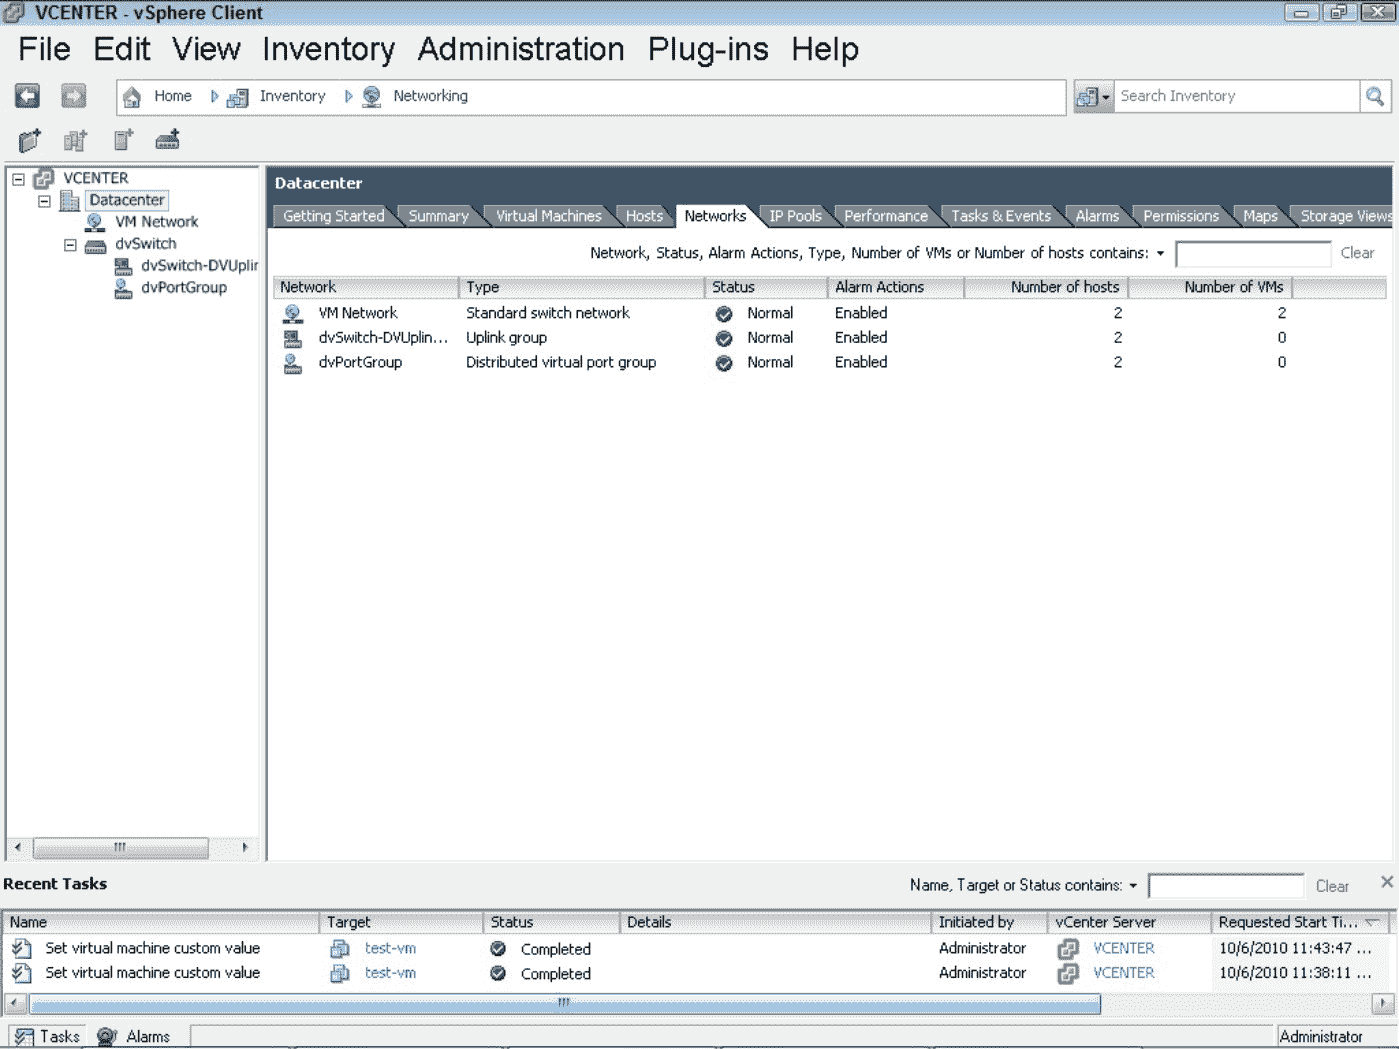 VCENTER - vSphere Client
File Edit View Inventory Administration Plug-ins Help
Home Inventory Networking Search Inventory
VCENTER
Datacenter
VM Network
dvSwitch
dvSwitch-DVUplin
dvPortGroup
Datacenter
Getting Started Summary Virtual Machines Hosts Networks IP Pools Performance Tasks & Events Alarms Permissions Maps Storage Views
Network, Status, Alarm Actions, Type, Number of VMs or Number of hosts contains: Clear
Network Type Status Alarm Actions Number of hosts Number of VMs
VM Network Standard switch network Normal Enabled 2 2
dvSwitch-DVUplin... Uplink group Normal Enabled 2 0
dvPortGroup Distributed virtual port group Normal Enabled 2 0
Recent Tasks Name, Target or Status contains: Clear
Name Target Status Details Initiated by vCenter Server Requested Start Ti...
Set virtual machine custom value test-vm Completed Administrator VCENTER 10/6/2010 11:43:47 ...
Set virtual machine custom value test-vm Completed Administrator VCENTER 10/6/2010 11:38:11 ...
Tasks Alarms Administrator